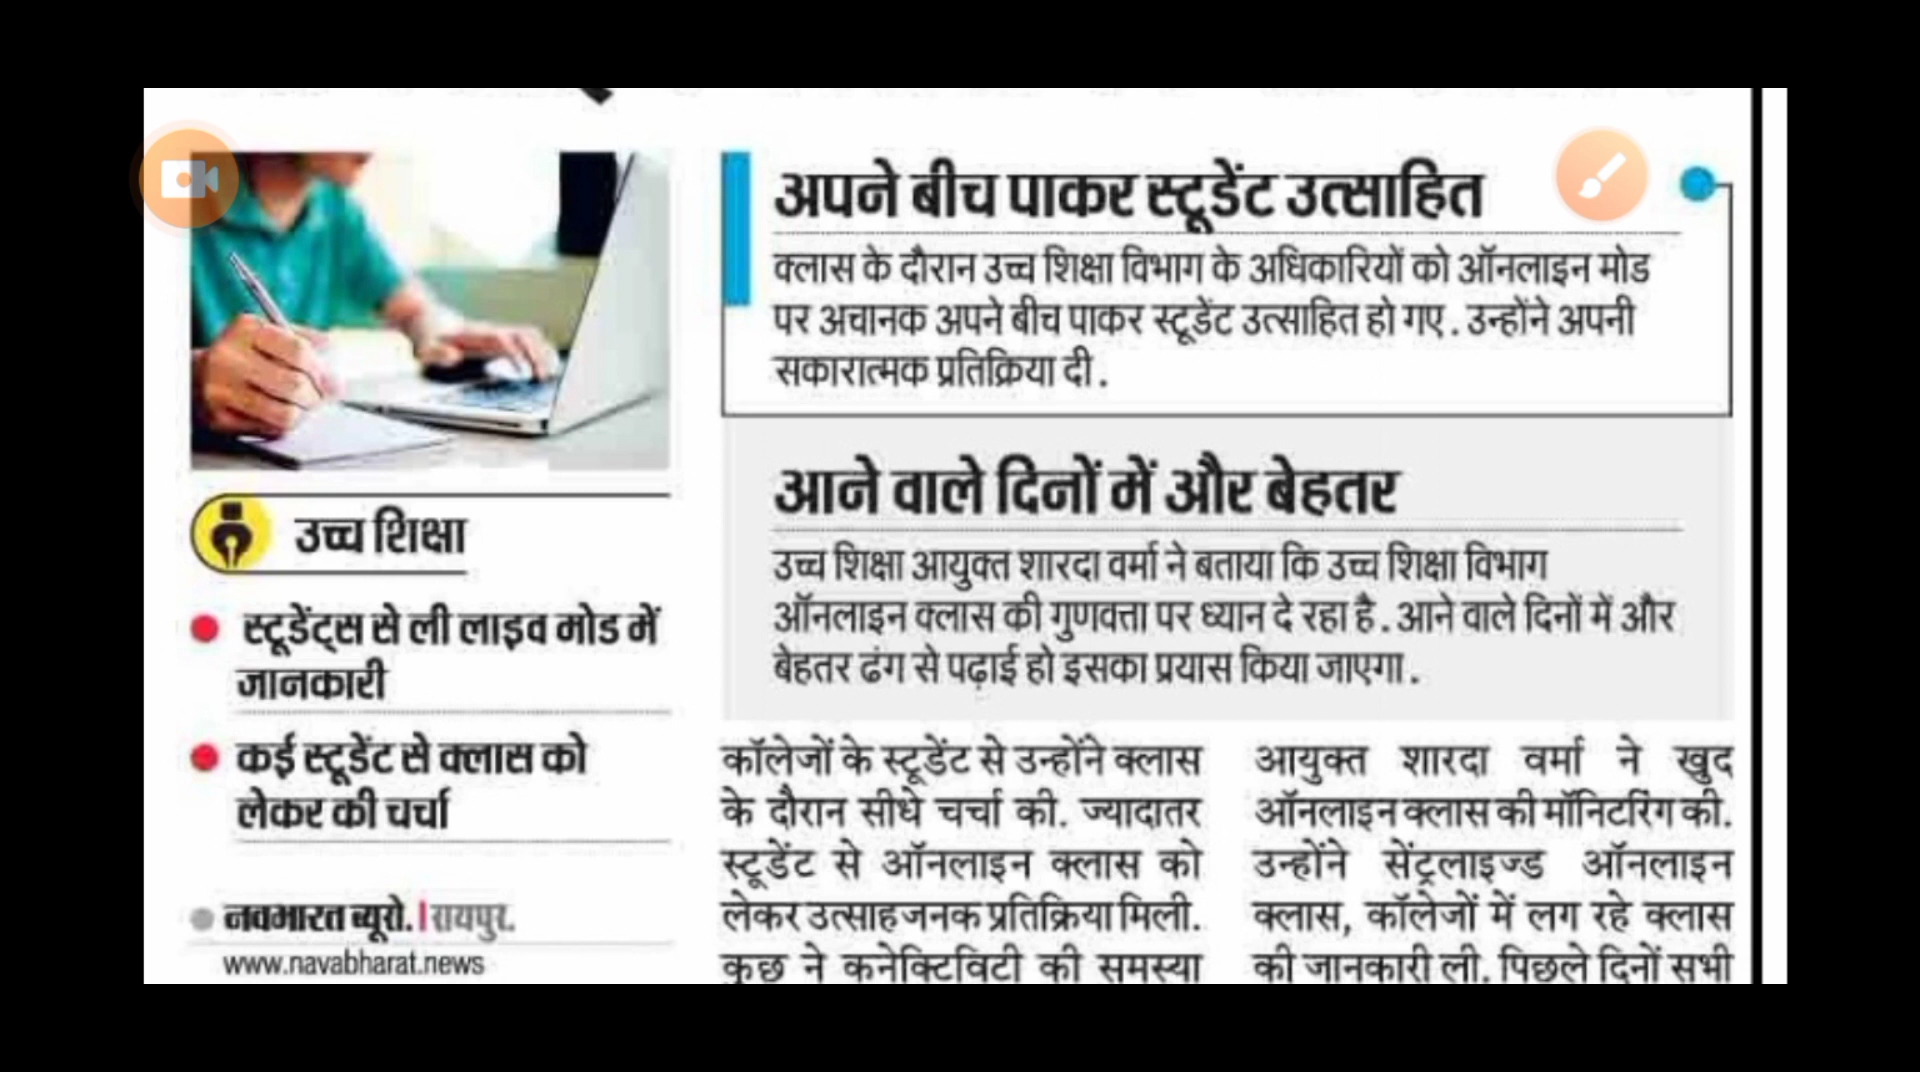 अपने बीच पाकर स्टूडेंट उत्साहित
क्लास के दौरान उच्च शिक्षा विभाग के अधिकारियों को ऑनलाइन मोड
पर अचानक अपने बीच पाकर स्टूडेंट उत्साहित हो गए. उन्होंने अपनी
सकारात्मक प्रतिक्रिया दी.
आने वाले दिनों में और बेहतर
उच्च शिक्षा आयुक्त शारदा वर्मा ने बताया कि उच्च शिक्षा विभाग
ऑनलाइन क्लास की गुणवत्ता पर ध्यान दे रहा है. आने वाले दिनों में और
बेहतर ढंग से पढ़ाई हो इसका प्रयास किया जाएगा.
उच्च शिक्षा
स्टूडेंट्स से ली लाइव मोड में
जानकारी
कई स्टूडेंट से क्लास को
लेकर की चर्चा
नवभारत ब्यूरो. | रायपुर.
www.navabharat.news
कॉलेजों के स्टूडेंट से उन्होंने क्लास
के दौरान सीधे चर्चा की. ज्यादातर
स्टूडेंट से ऑनलाइन क्लास को
लेकर उत्साहजनक प्रतिक्रिया मिली.
कुछ ने कनेक्टिविटी की समस्या
आयुक्त शारदा वर्मा ने खुद
ऑनलाइन क्लास की मॉनिटरिंग की.
उन्होंने सेंट्रलाइज्ड ऑनलाइन
क्लास, कॉलेजों में लग रहे क्लास
की जानकारी ली. पिछले दिनों सभी